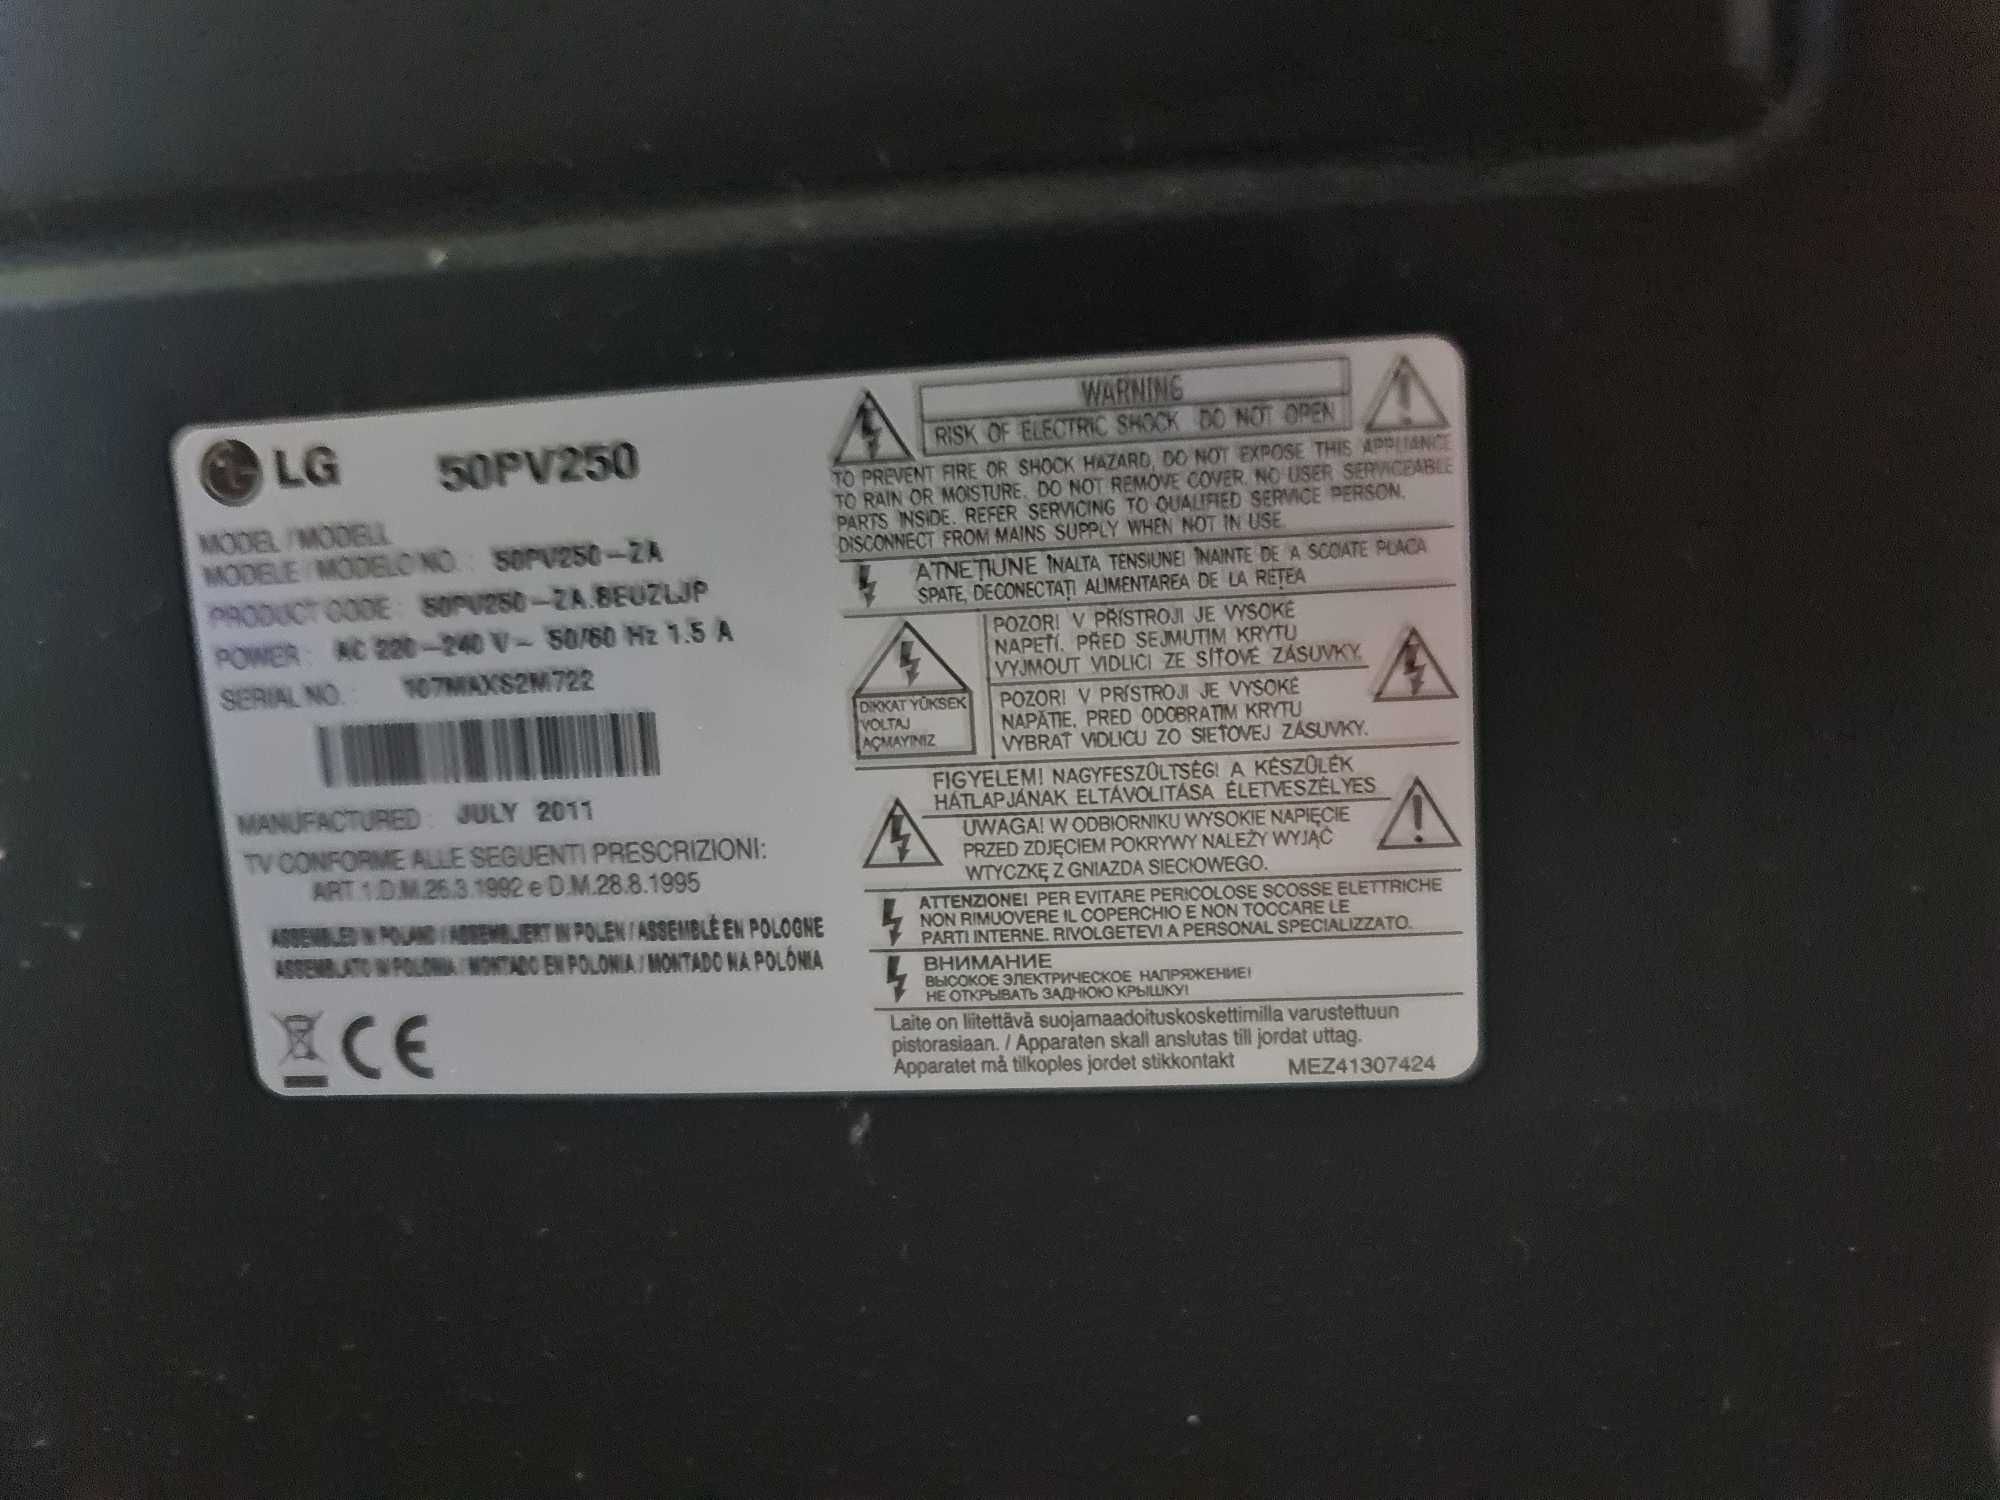 LG 50PV250
MODEL / MODELL
MODELE / MODELO NO. : 50PV250-ZA
PRODUCT CODE : 50PV250-ZA.BEUZLJP
POWER : AC 220-240 V~ 50/60 Hz 1.5 A
SERIAL NO. : 107MAXS2M722
MANUFACTURED : JULY 2011
TV CONFORME ALLE SEGUENTI PRESCRIZIONI:
ART.1.D.M.26.3.1992 e D.M.28.8.1995
ASSEMBLED IN POLAND / ASSEMBLIERT IN POLEN / ASSEMBLÉ EN POLOGNE
ASSEMBLATO IN POLONIA / MONTADO EN POLONIA / MONTADO NA POLÓNIA
CE
WARNING
RISK OF ELECTRIC SHOCK DO NOT OPEN
TO PREVENT FIRE OR SHOCK HAZARD, DO NOT EXPOSE THIS APPLIANCE
TO RAIN OR MOISTURE. DO NOT REMOVE COVER. NO USER SERVICEABLE
PARTS INSIDE. REFER SERVICING TO QUALIFIED SERVICE PERSON.
DISCONNECT FROM MAINS SUPPLY WHEN NOT IN USE.
ATNEȚIUNE ÎNALTA TENSIUNE! ÎNAINTE DE A SCOATE PLACA
SPATE, DECONECTAȚI ALIMENTAREA DE LA REȚEA
DİKKAT YÜKSEK
VOLTAJ
AÇMAYINIZ
POZOR! V PŘÍSTROJI JE VYSOKÉ
NAPETÍ, PŘED SEJMUTIM KRYTU
VYJMOUT VIDLICI ZE SÍŤOVÉ ZÁSUVKY.
POZOR! V PRÍSTROJI JE VYSOKÉ
NAPÄTIE, PRED ODOBRATIM KRYTU
VYBRAŤ VIDLICU ZO SIEŤOVEJ ZÁSUVKY.
FIGYELEM! NAGYFESZÜLTSÉG! A KÉSZÜLÉK
HÁTLAPJÁNAK ELTÁVOLITÁSA ÉLETVESZÉLYES
UWAGA! W ODBIORNIKU WYSOKIE NAPIĘCIE
PRZED ZDJĘCIEM POKRYWY NALEŻY WYJĄĆ
WTYCZKĘ Z GNIAZDA SIECIOWEGO.
ATTENZIONE! PER EVITARE PERICOLOSE SCOSSE ELETTRICHE
NON RIMUOVERE IL COPERCHIO E NON TOCCARE LE
PARTI INTERNE. RIVOLGETEVI A PERSONAL SPECIALIZZATO.
ВНИМАНИЕ
ВЫСОКОЕ ЭЛЕКТРИЧЕСКОЕ НАПРЯЖЕНИЕ!
НЕ ОТКРЫВАТЬ ЗАДНЮЮ КРЫШКУ!
Laite on liitettävä suojamaadoituskoskettimilla varustettuun
pistorasiaan. / Apparaten skall anslutas till jordat uttag.
Apparatet må tilkoples jordet stikkontakt MEZ41307424